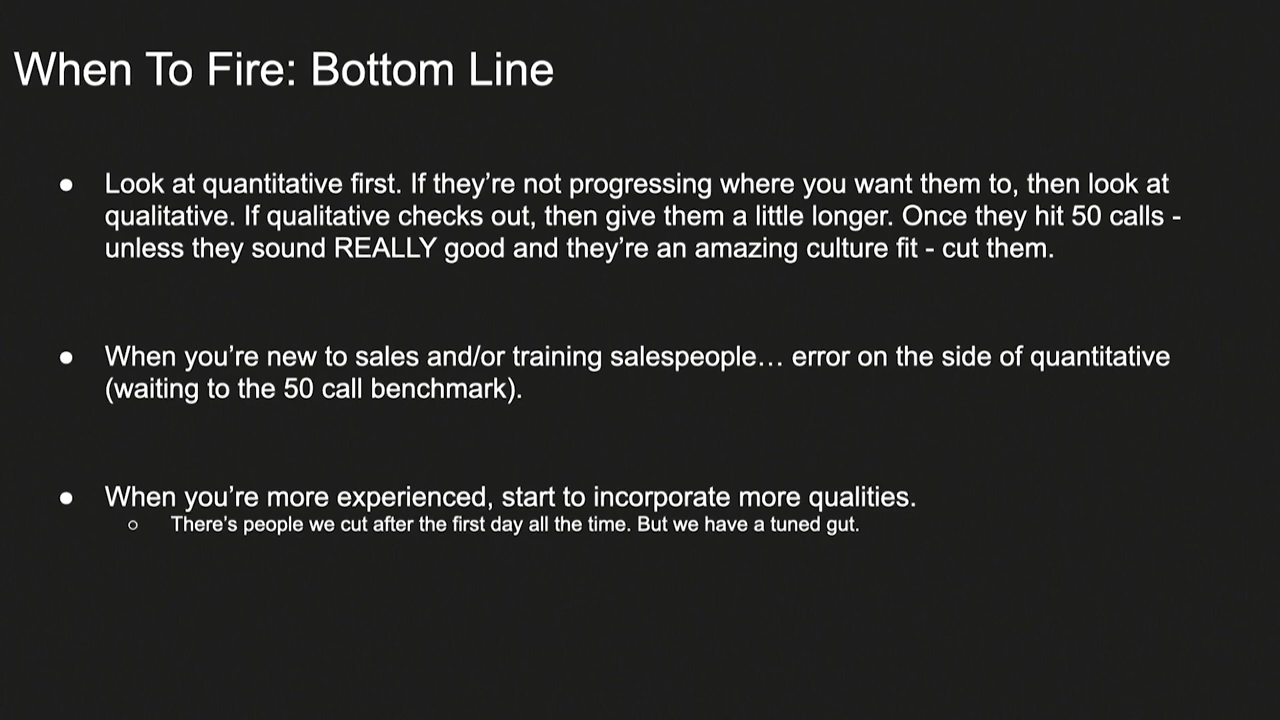 When To Fire: Bottom Line
● Look at quantitative first. If they’re not progressing where you want them to, then look at
qualitative. If qualitative checks out, then give them a little longer. Once they hit 50 calls -
unless they sound REALLY good and they’re an amazing culture fit - cut them.
● When you’re new to sales and/or training salespeople… error on the side of quantitative
(waiting to the 50 call benchmark).
● When you’re more experienced, start to incorporate more qualities.
○ There’s people we cut after the first day all the time. But we have a tuned gut.